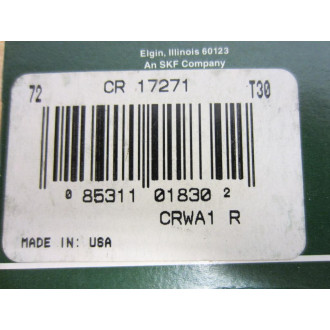 Elgin, Illinois 60123
An SKF Company
72 CR 17271 T30
0 85311 01830 2
CRWA1 R
MADE IN: USA